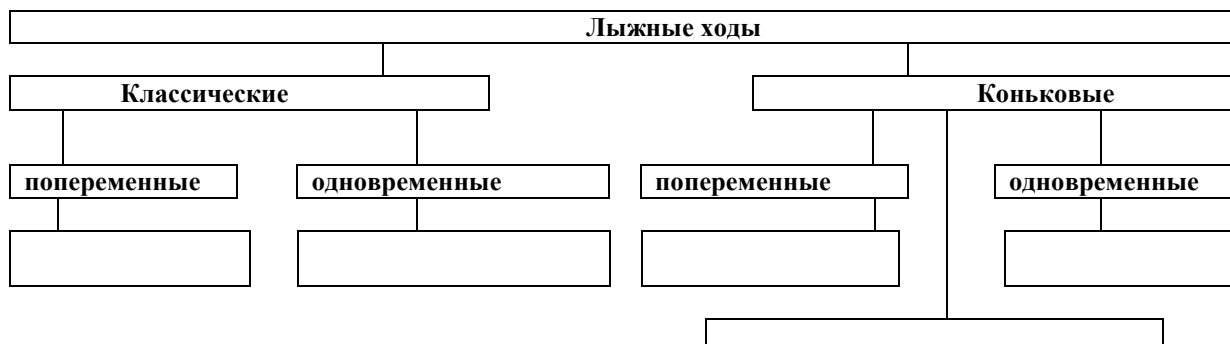 Лыжные ходы
Классические Коньковые
попеременные одновременные попеременные одновременные